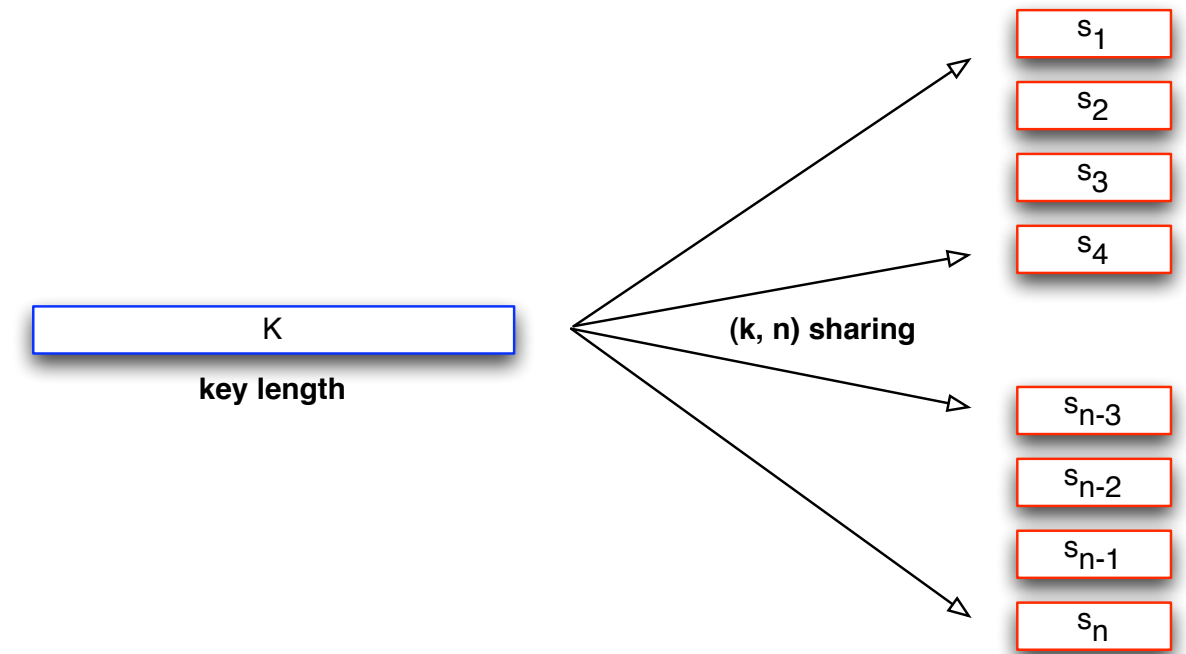 s1
s2
s3
s4
K
(k, n) sharing
key length
sn-3
sn-2
sn-1
sn